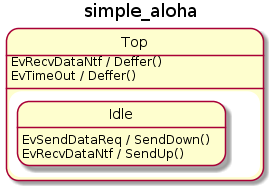 simple_aloha
Top
EvRecvDataNtf / Deffer()
EvTimeOut / Deffer()
Idle
EvSendDataReq / SendDown()
EvRecvDataNtf / SendUp()